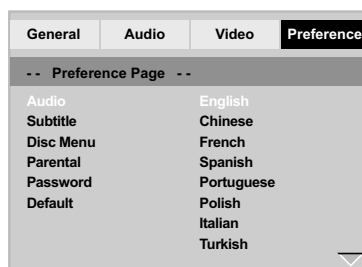 General Audio Video Preference
- - Preference Page - -
Audio English
Subtitle Chinese
Disc Menu French
Parental Spanish
Password Portuguese
Default Polish
Italian
Turkish